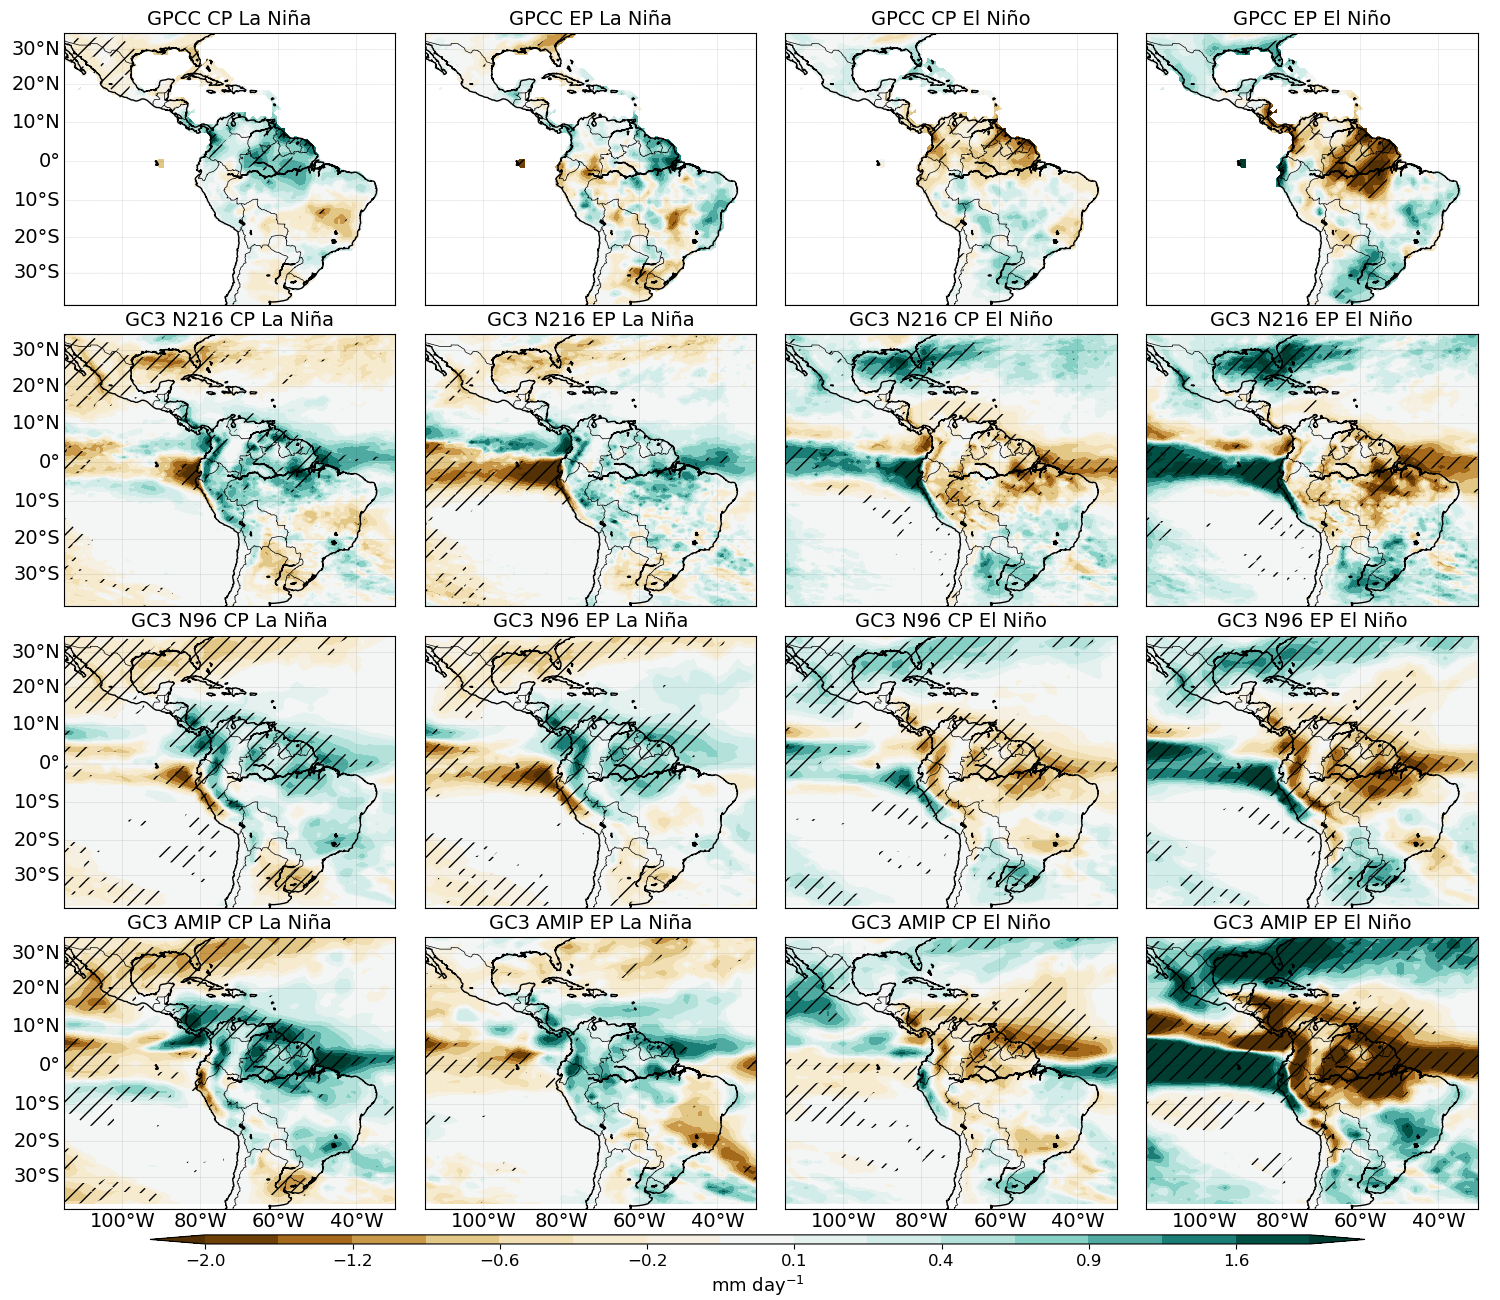 GPCC CP La Niña GPCC EP La Niña GPCC CP El Niño GPCC EP El Niño
30°N
20°N
10°N
0°
10°S
20°S
30°S
GC3 N216 CP La Niña GC3 N216 EP La Niña GC3 N216 CP El Niño GC3 N216 EP El Niño
30°N
20°N
10°N
0°
10°S
20°S
30°S
GC3 N96 CP La Niña GC3 N96 EP La Niña GC3 N96 CP El Niño GC3 N96 EP El Niño
30°N
20°N
10°N
0°
10°S
20°S
30°S
GC3 AMIP CP La Niña GC3 AMIP EP La Niña GC3 AMIP CP El Niño GC3 AMIP EP El Niño
30°N
20°N
10°N
0°
10°S
20°S
30°S
100°W 80°W 60°W 40°W 100°W 80°W 60°W 40°W 100°W 80°W 60°W 40°W 100°W 80°W 60°W 40°W
−2.0 −1.2 −0.6 −0.2 0.1 0.4 0.9 1.6
mm day⁻¹